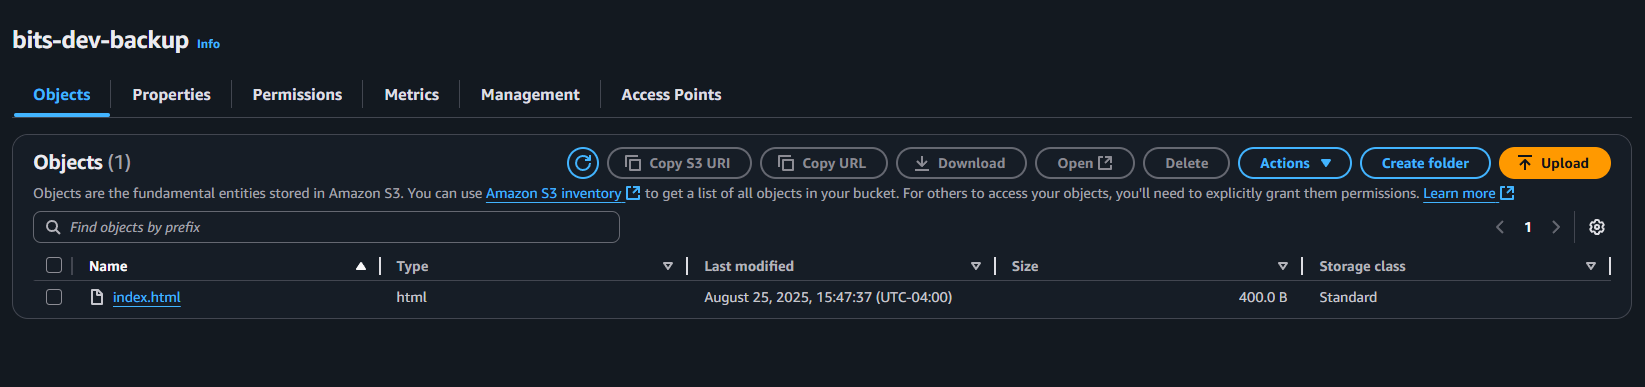 bits-dev-backup Info
Objects Properties Permissions Metrics Management Access Points
Objects (1) Copy S3 URI Copy URL Download Open Delete Actions Create folder Upload
Objects are the fundamental entities stored in Amazon S3. You can use Amazon S3 inventory to get a list of all objects in your bucket. For others to access your objects, you'll need to explicitly grant them permissions. Learn more
Find objects by prefix 1
Name Type Last modified Size Storage class
index.html html August 25, 2025, 15:47:37 (UTC-04:00) 400.0 B Standard